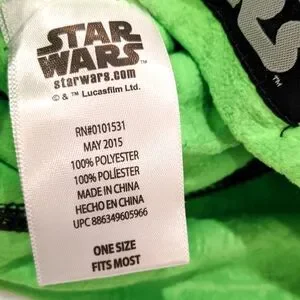 STAR
WARS
starwars.com
© & ™ Lucasfilm Ltd.
RN#0101531
MAY 2015
100% POLYESTER
100% POLÍESTER
MADE IN CHINA
HECHO EN CHINA
UPC 886349605966
ONE SIZE
FITS MOST